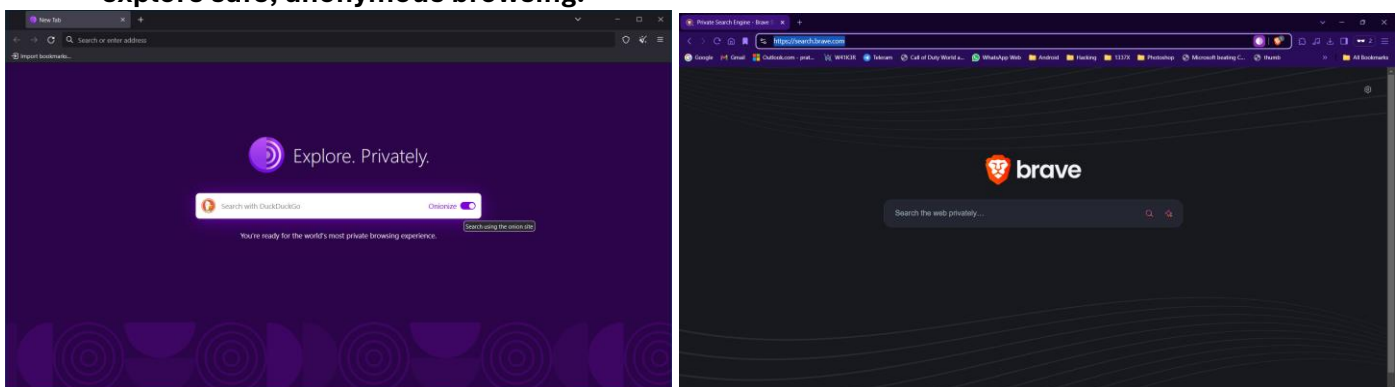 explore safe, anonymous browsing.
New Tab
Search or enter address
Import bookmarks...
Explore. Privately.
Search with DuckDuckGo
Onionize
Search using the onion site
You're ready for the world's most private browsing experience.
Private Search Engine - Brave
https://search.brave.com
Google
Gmail
Outlook.com - prat...
W41K3R
Call of Duty World a...
WhatsApp Web
Android
Hacking
1337X
Photoshop
Microsoft beating C...
thumb
All Bookmarks
brave
Search the web privately...